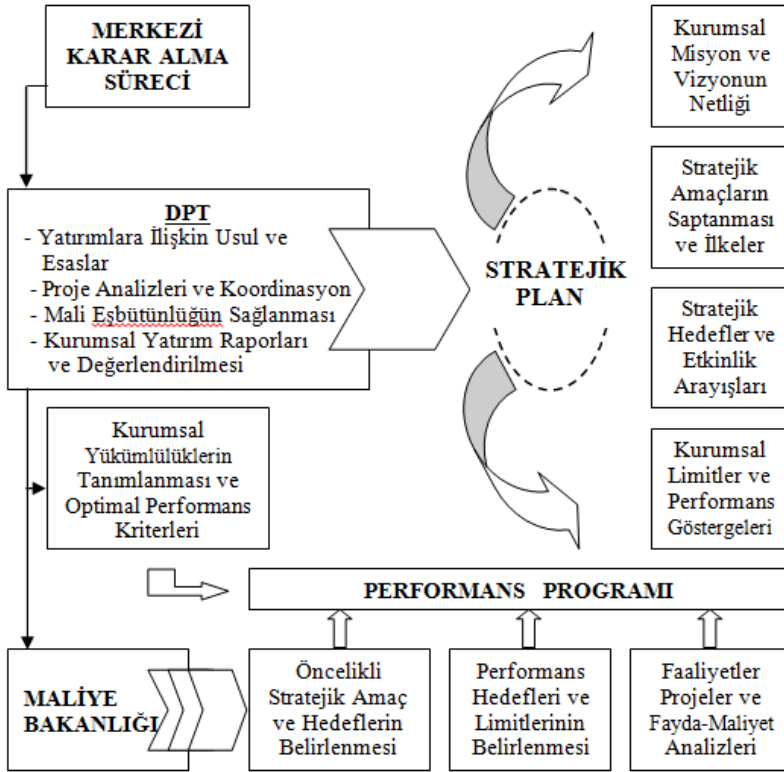 MERKEZİ
KARAR ALMA
SÜRECİ
DPT
- Yatırımlara İlişkin Usul ve
Esaslar
- Proje Analizleri ve Koordinasyon
- Mali Eşbütünlüğün Sağlanması
- Kurumsal Yatırım Raporları
ve Değerlendirilmesi
STRATEJİK
PLAN
Kurumsal
Misyon ve
Vizyonun
Netliği
Stratejik
Amaçların
Saptanması
ve İlkeler
Stratejik
Hedefler ve
Etkinlik
Arayışları
Kurumsal
Limitler ve
Performans
Göstergeleri
Kurumsal
Yükümlülüklerin
Tanımlanması ve
Optimal Performans
Kriterleri
PERFORMANS PROGRAMI
MALİYE
BAKANLIĞI
Öncelikli
Stratejik Amaç
ve Hedeflerin
Belirlenmesi
Performans
Hedefleri ve
Limitlerinin
Belirlenmesi
Faaliyetler
Projeler ve
Fayda-Maliyet
Analizleri